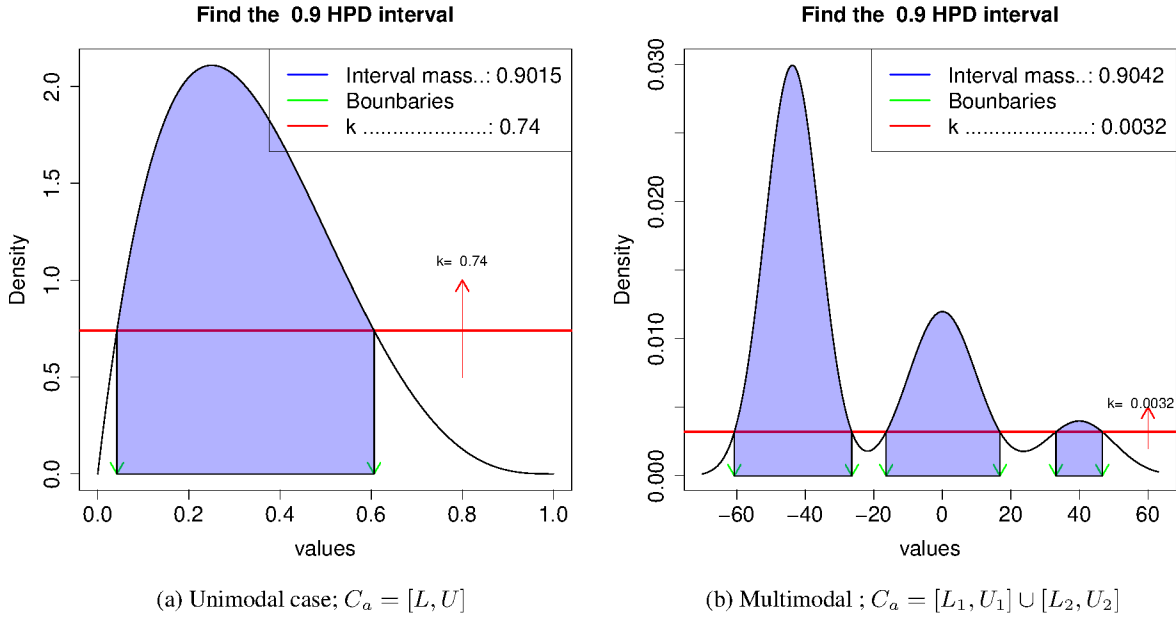 Find the 0.9 HPD interval
2.0
1.5
1.0
0.5
0.0
Density
Interval mass..: 0.9015
Bounbaries
k ......................: 0.74
k= 0.74
0.0 0.2 0.4 0.6 0.8 1.0
values
(a) Unimodal case; $C_a = [L, U]$
Find the 0.9 HPD interval
0.030
0.020
0.010
0.000
Density
Interval mass..: 0.9042
Bounbaries
k ......................: 0.0032
k= 0.0032
−60 −40 −20 0 20 40 60
values
(b) Multimodal ; $C_a = [L_1, U_1] \cup [L_2, U_2]$